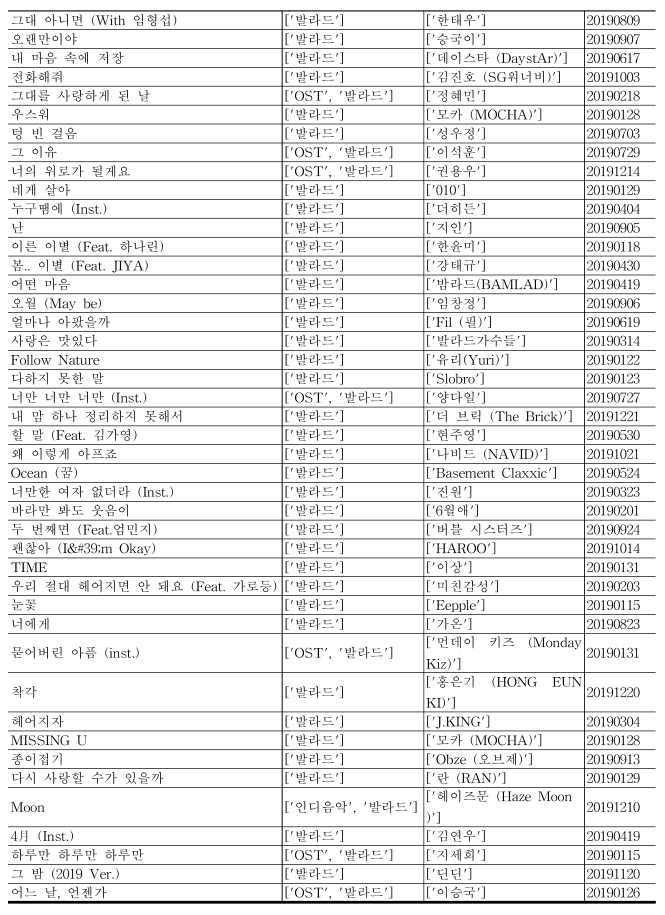 그대 아니면 (With 임형섭) ['발라드'] ['한태우'] 20190809
오랜만이야 ['발라드'] ['승국이'] 20190907
내 마음 속에 저장 ['발라드'] ['데이스타 (DaystAr)'] 20190617
전화해줘 ['발라드'] ['김진호 (SG워너비)'] 20191003
그대를 사랑하게 된 날 ['OST', '발라드'] ['정혜민'] 20190218
우스워 ['발라드'] ['모카 (MOCHA)'] 20190128
텅 빈 걸음 ['발라드'] ['성우정'] 20190703
그 이유 ['OST', '발라드'] ['이석훈'] 20190729
너의 위로가 될게요 ['OST', '발라드'] ['권용우'] 20191214
네게 살아 ['발라드'] ['010'] 20190129
누구땜에 (Inst.) ['발라드'] ['더히든'] 20190404
난 ['발라드'] ['지인'] 20190905
이른 이별 (Feat. 하나린) ['발라드'] ['한윤미'] 20190118
봄.. 이별 (Feat. JIYA) ['발라드'] ['강태규'] 20190430
어떤 마음 ['발라드'] ['밤라드(BAMLAD)'] 20190419
오월 (May be) ['발라드'] ['임창정'] 20190906
얼마나 아팠을까 ['발라드'] ['Fil (필)'] 20190619
사랑은 맛있다 ['발라드'] ['발라드가수들'] 20190314
Follow Nature ['발라드'] ['유리(Yuri)'] 20190122
다하지 못한 말 ['발라드'] ['Slobro'] 20190123
너만 너만 너만 (Inst.) ['OST', '발라드'] ['양다일'] 20190727
내 맘 하나 정리하지 못해서 ['발라드'] ['더 브릭 (The Brick)'] 20191221
할 말 (Feat. 김가영) ['발라드'] ['현주영'] 20190530
왜 이렇게 아프죠 ['발라드'] ['나비드 (NAVID)'] 20191021
Ocean (꿈) ['발라드'] ['Basement Claxxic'] 20190524
너만한 여자 없더라 (Inst.) ['발라드'] ['진원'] 20190323
바라만 봐도 웃음이 ['발라드'] ['6월애'] 20190201
두 번째면 (Feat.엄민지) ['발라드'] ['버블 시스터즈'] 20190924
괜찮아 (I&#39;m Okay) ['발라드'] ['HAROO'] 20191014
TIME ['발라드'] ['이상'] 20190131
우리 절대 헤어지면 안 돼요 (Feat. 가로등) ['발라드'] ['미친감성'] 20190203
눈꽃 ['발라드'] ['Eepple'] 20190115
너에게 ['발라드'] ['가온'] 20190823
묻어버린 아픔 (inst.) ['OST', '발라드'] ['먼데이 키즈 (Monday
Kiz)'] 20190131
착각 ['발라드'] ['홍은기 (HONG EUN
KI)'] 20191220
헤어지자 ['발라드'] ['J.KING'] 20190304
MISSING U ['발라드'] ['모카 (MOCHA)'] 20190128
종이접기 ['발라드'] ['Obze (오브제)'] 20190913
다시 사랑할 수가 있을까 ['발라드'] ['란 (RAN)'] 20190129
Moon ['인디음악', '발라드'] ['헤이즈문 (Haze Moon
)'] 20191210
4月 (Inst.) ['발라드'] ['김연우'] 20190419
하루만 하루만 하루만 ['OST', '발라드'] ['지세희'] 20190115
그 밤 (2019 Ver.) ['발라드'] ['딘딘'] 20191120
어느 날, 언젠가 ['OST', '발라드'] ['이승국'] 20190126